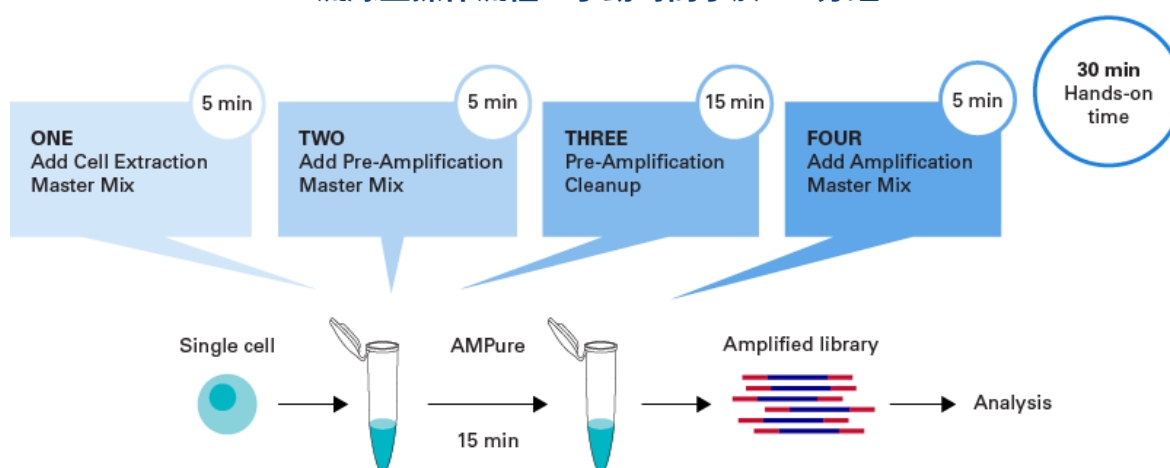 5 min
5 min
15 min
5 min
30 min
Hands-on
time
ONE
Add Cell Extraction
Master Mix
TWO
Add Pre-Amplification
Master Mix
THREE
Pre-Amplification
Cleanup
FOUR
Add Amplification
Master Mix
Single cell
AMPure
15 min
Amplified library
Analysis